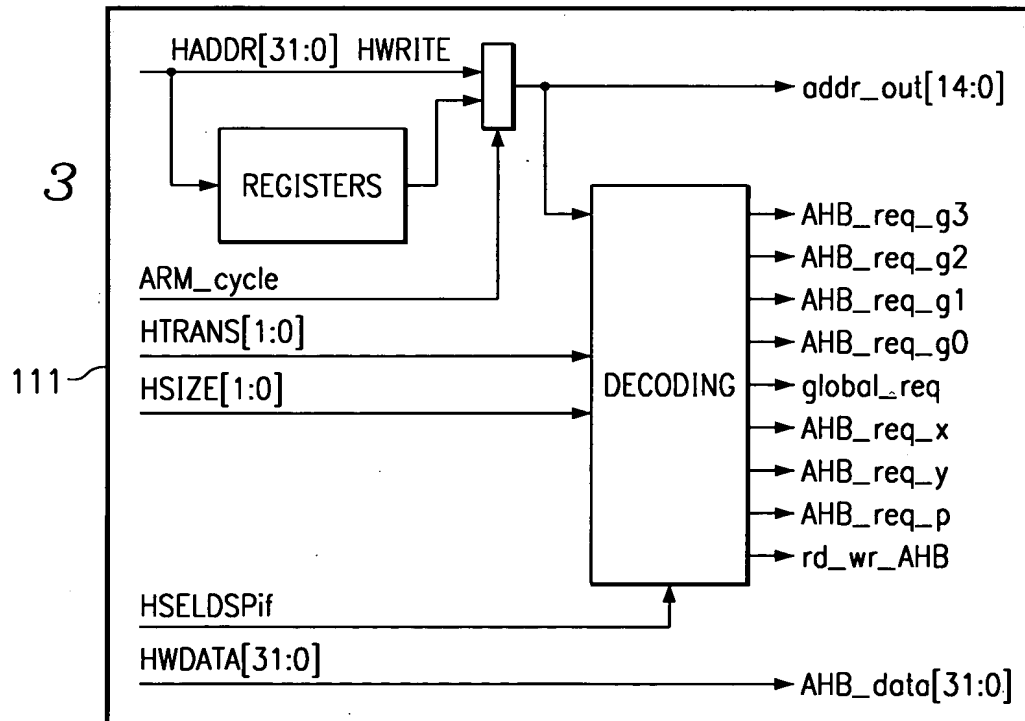 HADDR[31:0] HWRITE
addr_out[14:0]
3
REGISTERS
AHB_req_g3
AHB_req_g2
ARM_cycle
AHB_req_g1
HTRANS[1:0]
AHB_req_g0
111
DECODING
global_req
HSIZE[1:0]
AHB_req_x
AHB_req_y
AHB_req_p
rd_wr_AHB
HSELDSPif
HWDATA[31:0]
AHB_data[31:0]